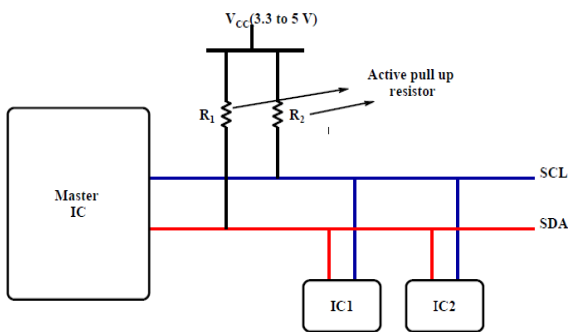 VCC(3.3 to 5 V)
Active pull up
resistor
R1
R2
SCL
Master
IC
SDA
IC1
IC2